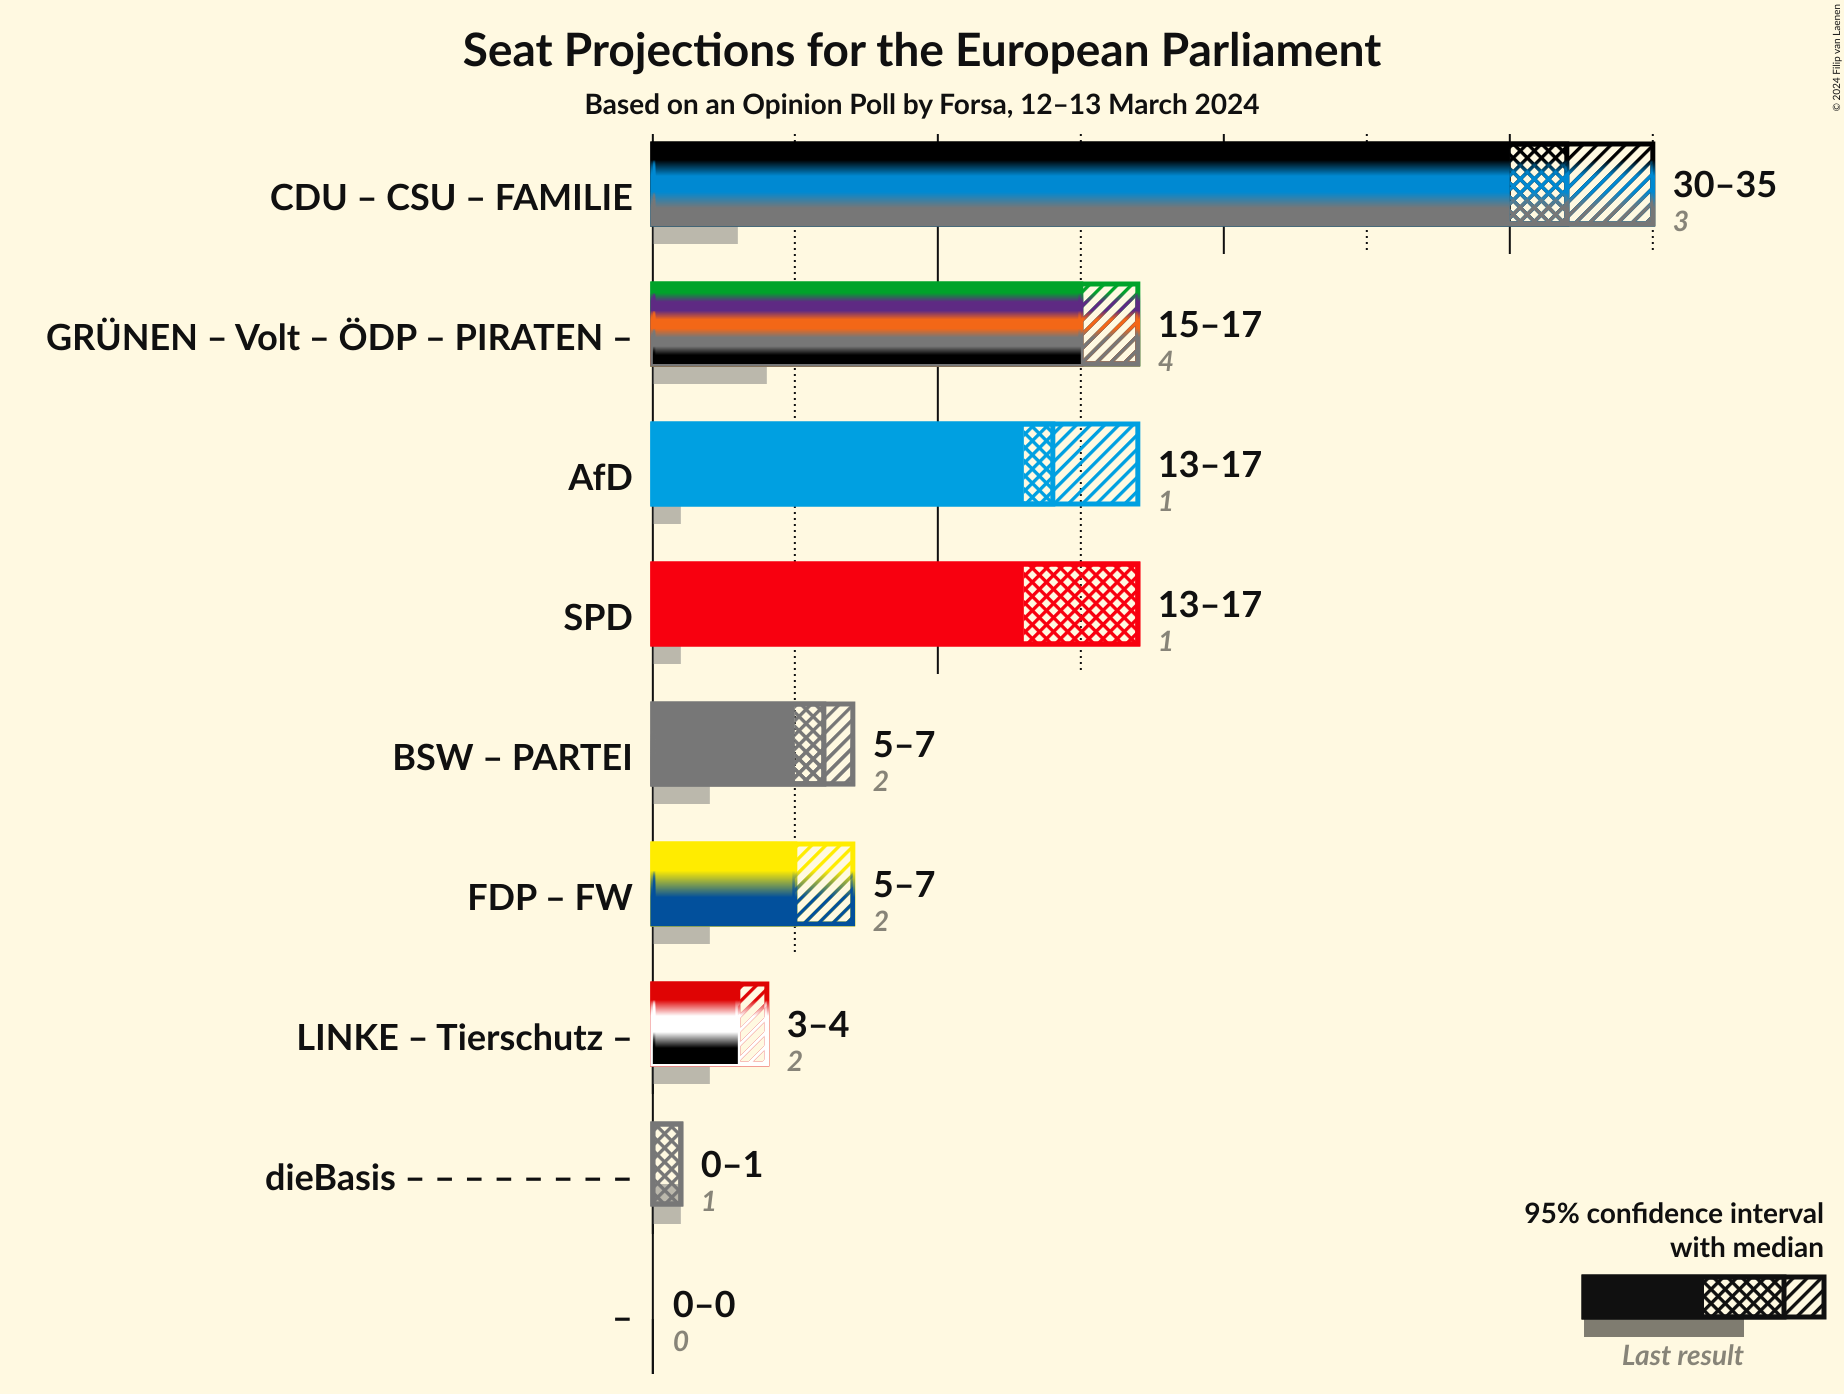 Seat Projections for the European Parliament
Based on an Opinion Poll by Forsa, 12–13 March 2024
© 2024 Filip van Laenen
CDU – CSU – FAMILIE
30–35
3
GRÜNEN – Volt – ÖDP – PIRATEN –
15–17
4
AfD
13–17
1
SPD
13–17
1
BSW – PARTEI
5–7
2
FDP – FW
5–7
2
LINKE – Tierschutz –
3–4
2
dieBasis – – – – – – – –
0–1
1
–
0–0
0
95% confidence interval
with median
Last result